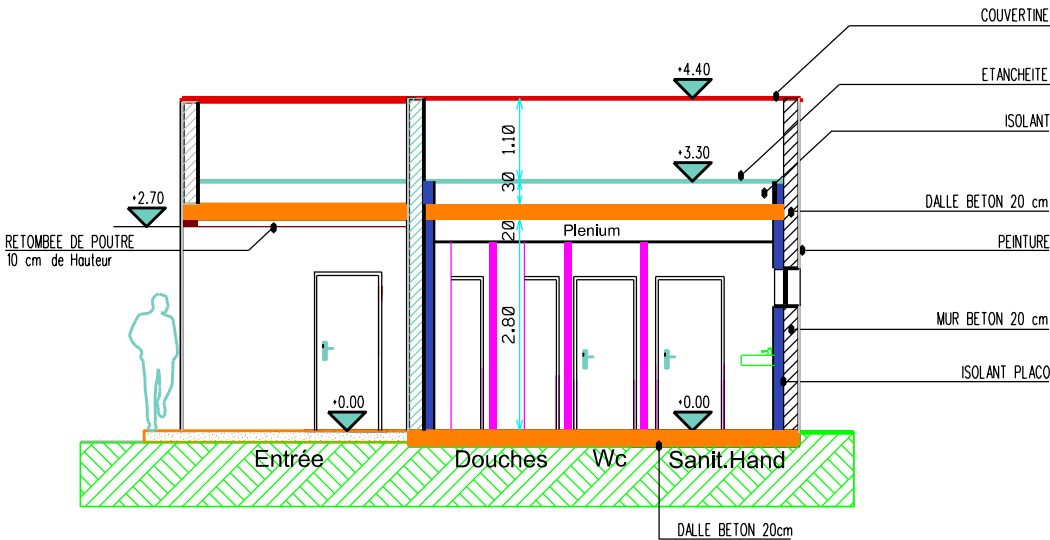 COUVERTINE
+4.40
ETANCHEITE
ISOLANT
1.10
+3.30
30
+2.70
DALLE BETON 20 cm
20
Plenium
PEINTURE
RETOMBEE DE POUTRE
10 cm de Hauteur
2.80
MUR BETON 20 cm
ISOLANT PLACO
+0.00
+0.00
Entrée
Douches
Wc
Sanit.Hand
DALLE BETON 20cm